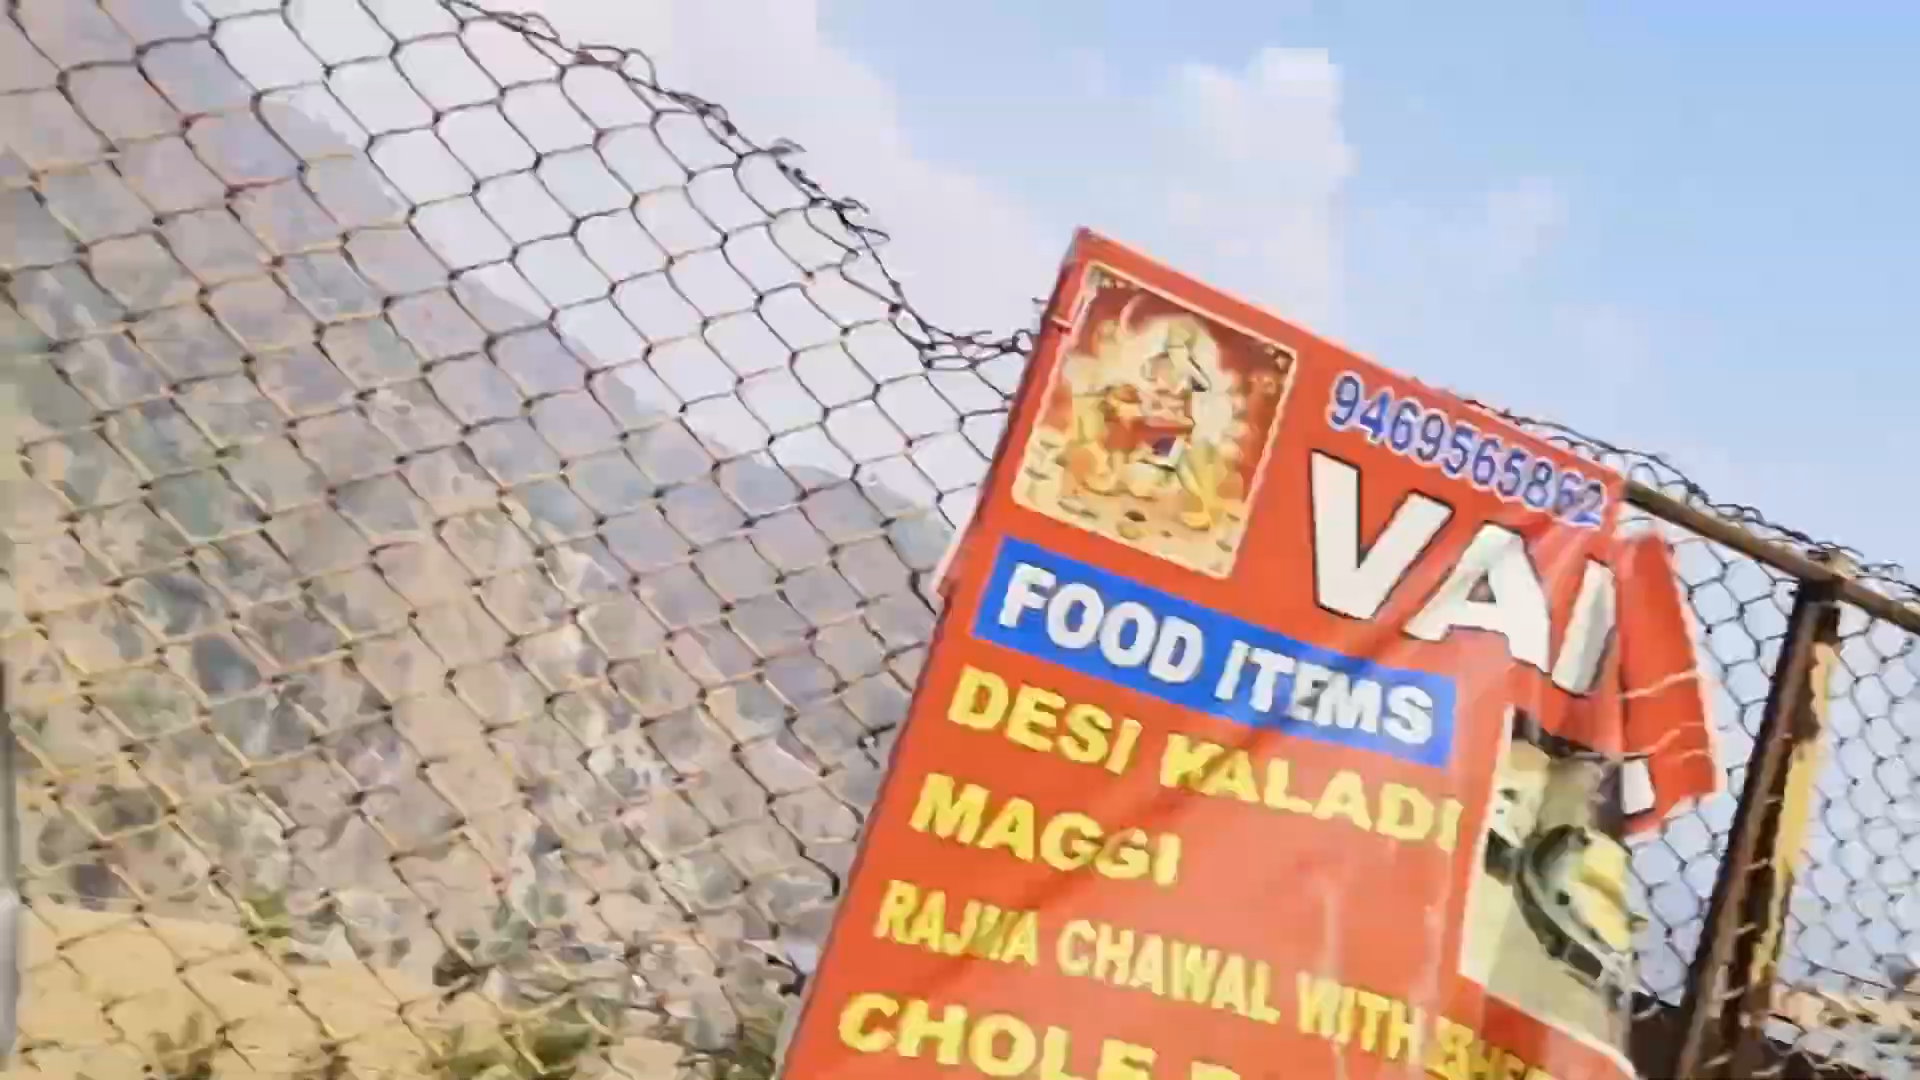 9469565862
VAI
FOOD ITEMS
DESI KALADI
MAGGI
RAJMA CHAWAL WITH
CHOLE